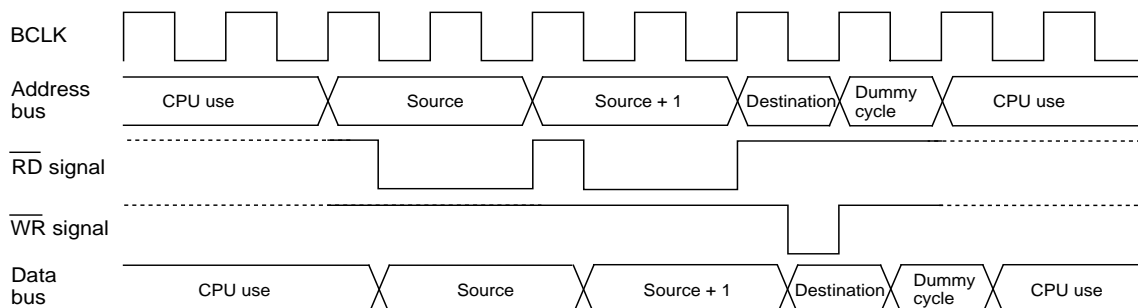 BCLK
Address
bus
CPU use
Source
Source + 1
Destination
Dummy
cycle
CPU use
RD signal
WR signal
Data
bus
CPU use
Source
Source + 1
Destination
Dummy
cycle
CPU use